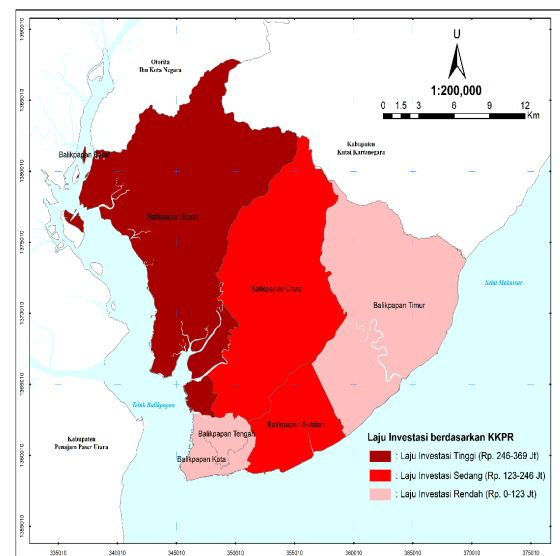 Otorita
Ibu Kota Negara
U
1:200,000
0 1.5 3 6 9 12
Km
Kabupaten
Kutai Kartanegara
Balikpapan Barat
Balikpapan Barat
Selat Makassar
Balikpapan Utara
Balikpapan Timur
Teluk Balikpapan
Balikpapan Selatan
Balikpapan Tengah
Kabupaten
Penajam Paser Utara
Balikpapan Kota
Laju Investasi berdasarkan KKPR
: Laju Investasi Tinggi (Rp. 246-369 Jt)
: Laju Investasi Sedang (Rp. 123-246 Jt)
: Laju Investasi Rendah (Rp. 0-123 Jt)
335010 340010 345010 350010 355010 360010 365010 370010